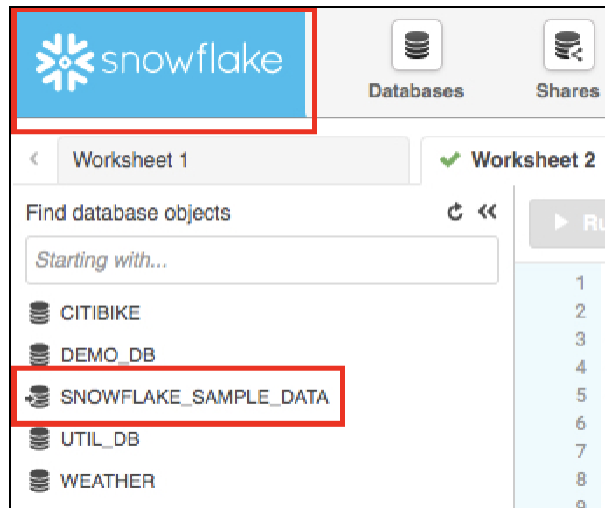 snowflake
Databases
Shares
Worksheet 1
Worksheet 2
Find database objects
Starting with...
CITIBIKE
DEMO_DB
SNOWFLAKE_SAMPLE_DATA
UTIL_DB
WEATHER
1
2
3
4
5
6
7
8
9